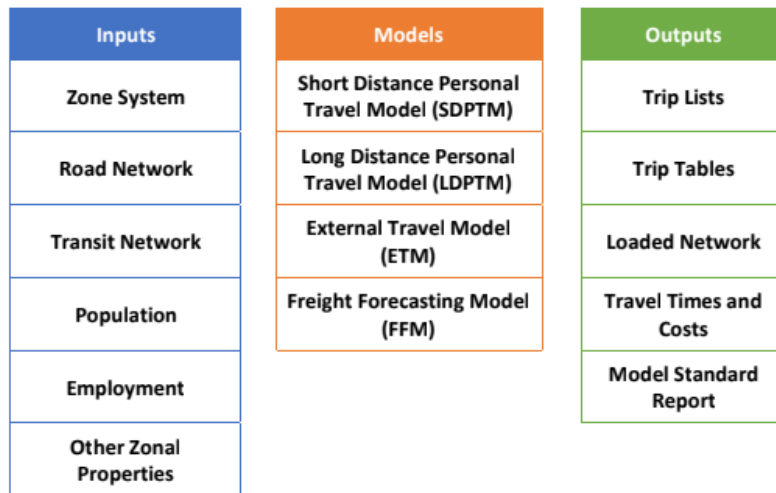 Inputs
Zone System
Road Network
Transit Network
Population
Employment
Other Zonal
Properties
Models
Short Distance Personal
Travel Model (SDPTM)
Long Distance Personal
Travel Model (LDPTM)
External Travel Model
(ETM)
Freight Forecasting Model
(FFM)
Outputs
Trip Lists
Trip Tables
Loaded Network
Travel Times and
Costs
Model Standard
Report